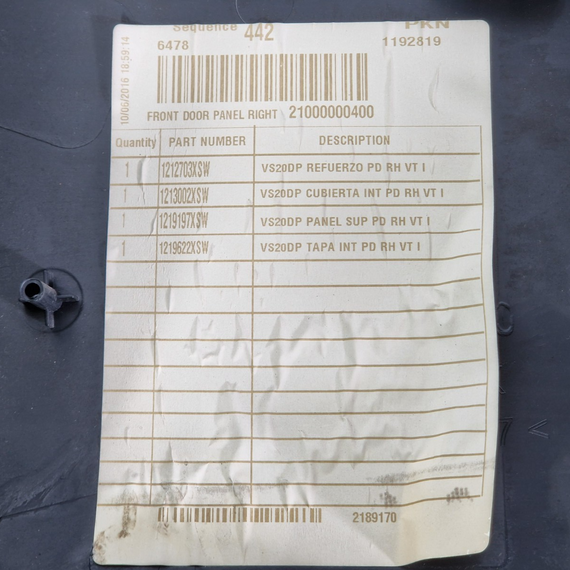 Sequence 442 PKN
6478 1192819
10/06/2016 18:59:14
FRONT DOOR PANEL RIGHT 21000000400
Quantity PART NUMBER DESCRIPTION
1 1212703XSW VS20DP REFUERZO PD RH VT I
1 1213002XSW VS20DP CUBIERTA INT PD RH VT I
1 1219197XSW VS20DP PANEL SUP PD RH VT I
1 1219622XSW VS20DP TAPA INT PD RH VT I
2189170